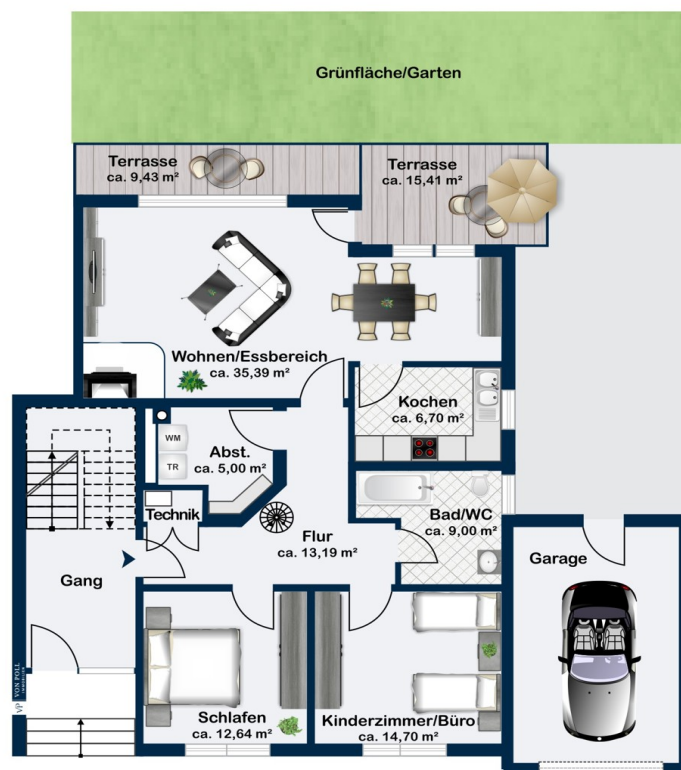 Grünfläche/Garten
Terrasse
ca. 9,43 m²
Terrasse
ca. 15,41 m²
Wohnen/Essbereich
ca. 35,39 m²
Kochen
ca. 6,70 m²
WM
TR
Abst.
ca. 5,00 m²
Technik
Bad/WC
ca. 9,00 m²
Flur
ca. 13,19 m²
Gang
Garage
Schlafen
ca. 12,64 m²
Kinderzimmer/Büro
ca. 14,70 m²
VP VON POLL
IMMOBILIEN